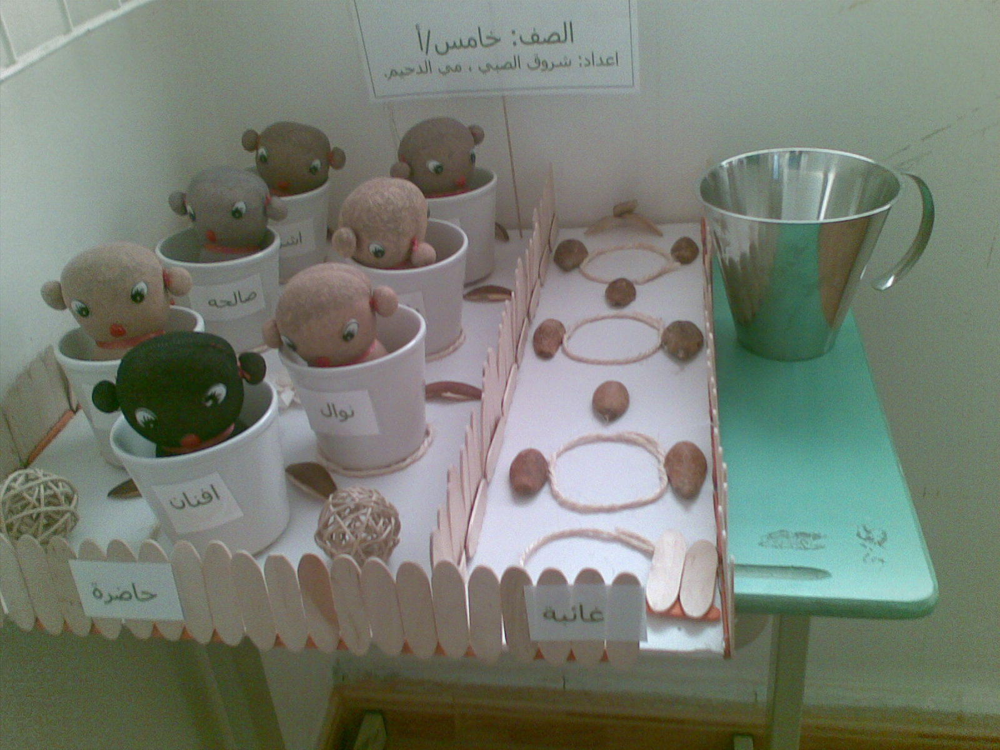 الصف: خامس/أ
اعداد: شروق الصبي ، مي الدحيم.
صالحه
نوال
افنان
حاضرة
غائبة